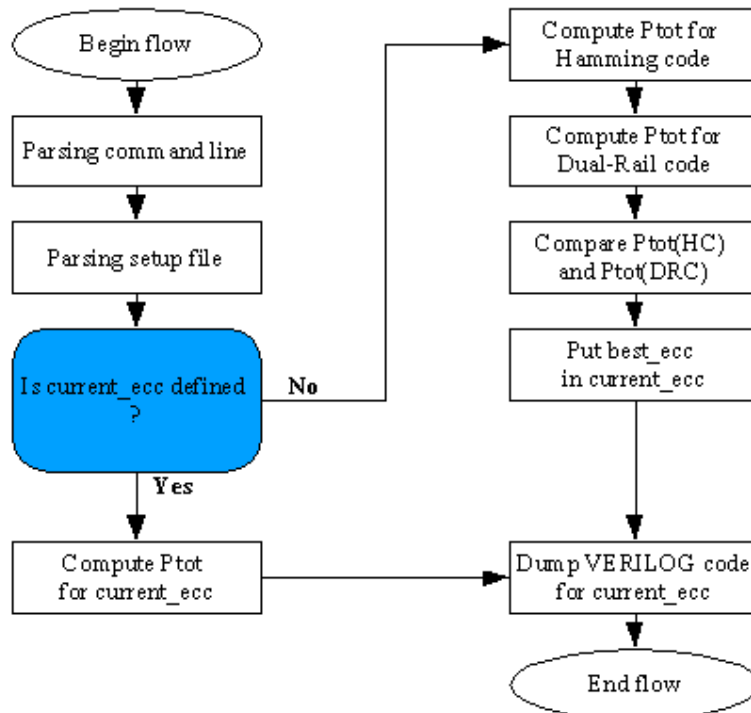 Begin flow
Parsing command line
Parsing setup file
Is current_ecc defined
?
No
Yes
Compute Ptot
for current_ecc
Compute Ptot for
Hamming code
Compute Ptot for
Dual-Rail code
Compare Ptot(HC)
and Ptot(DRC)
Put best_ecc
in current_ecc
Dump VERILOG code
for current_ecc
End flow